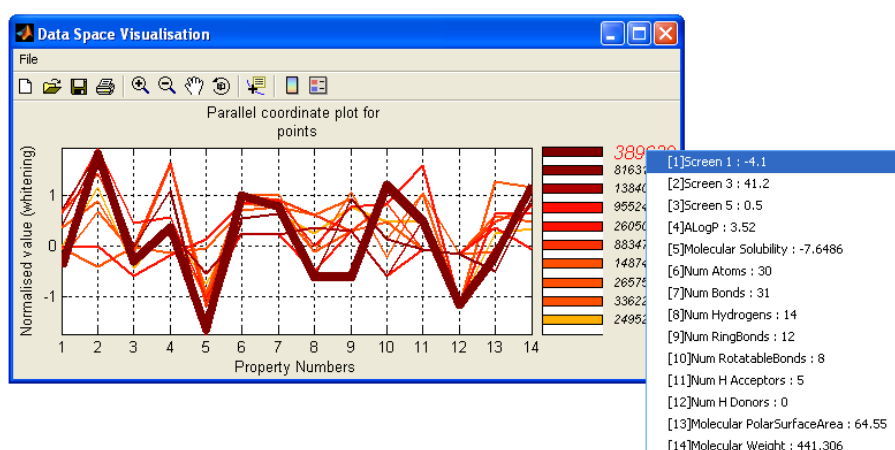 Data Space Visualisation
File
Parallel coordinate plot for
points
Normalised value (whitening)
1
0
-1
1 2 3 4 5 6 7 8 9 10 11 12 13 14
Property Numbers
8163
13840
95524
26050
88347
14874
26575
33622
24952
[1]Screen 1 : -4.1
[2]Screen 3 : 41.2
[3]Screen 5 : 0.5
[4]ALogP : 3.52
[5]Molecular Solubility : -7.6486
[6]Num Atoms : 30
[7]Num Bonds : 31
[8]Num Hydrogens : 14
[9]Num RingBonds : 12
[10]Num RotatableBonds : 8
[11]Num H Acceptors : 5
[12]Num H Donors : 0
[13]Molecular PolarSurfaceArea : 64.55
[14]Molecular Weight : 441.306